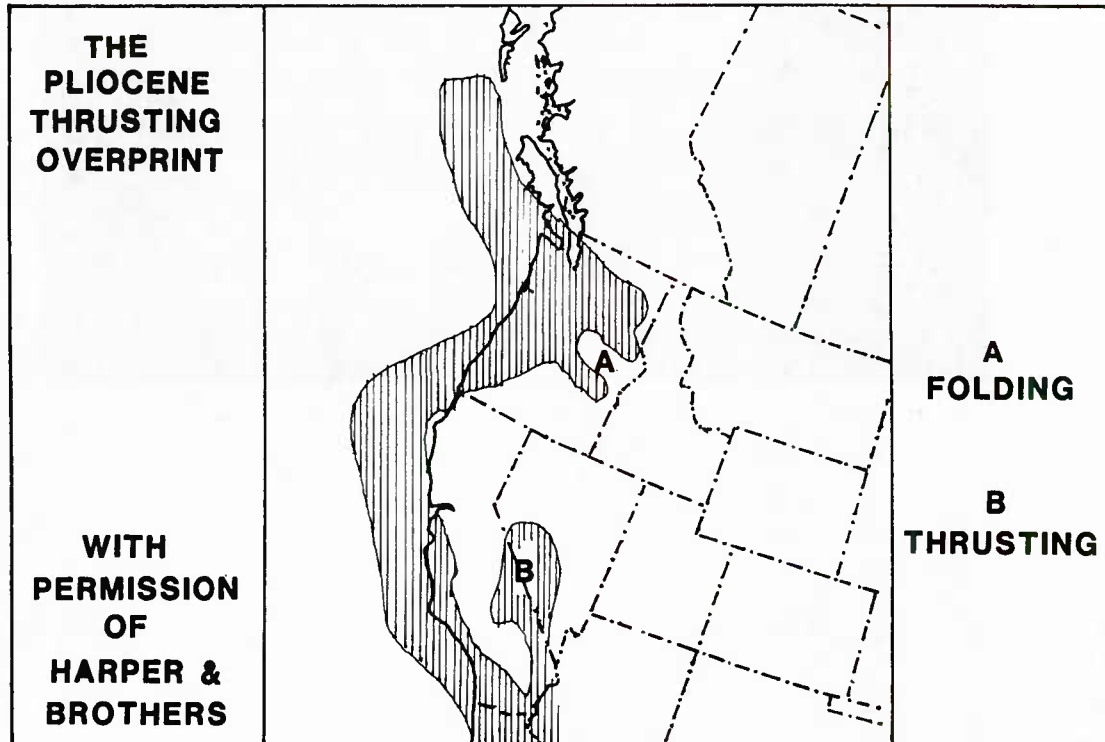 THE
PLIOCENE
THRUSTING
OVERPRINT
WITH
PERMISSION
OF
HARPER &
BROTHERS
A
B
A
FOLDING
B
THRUSTING